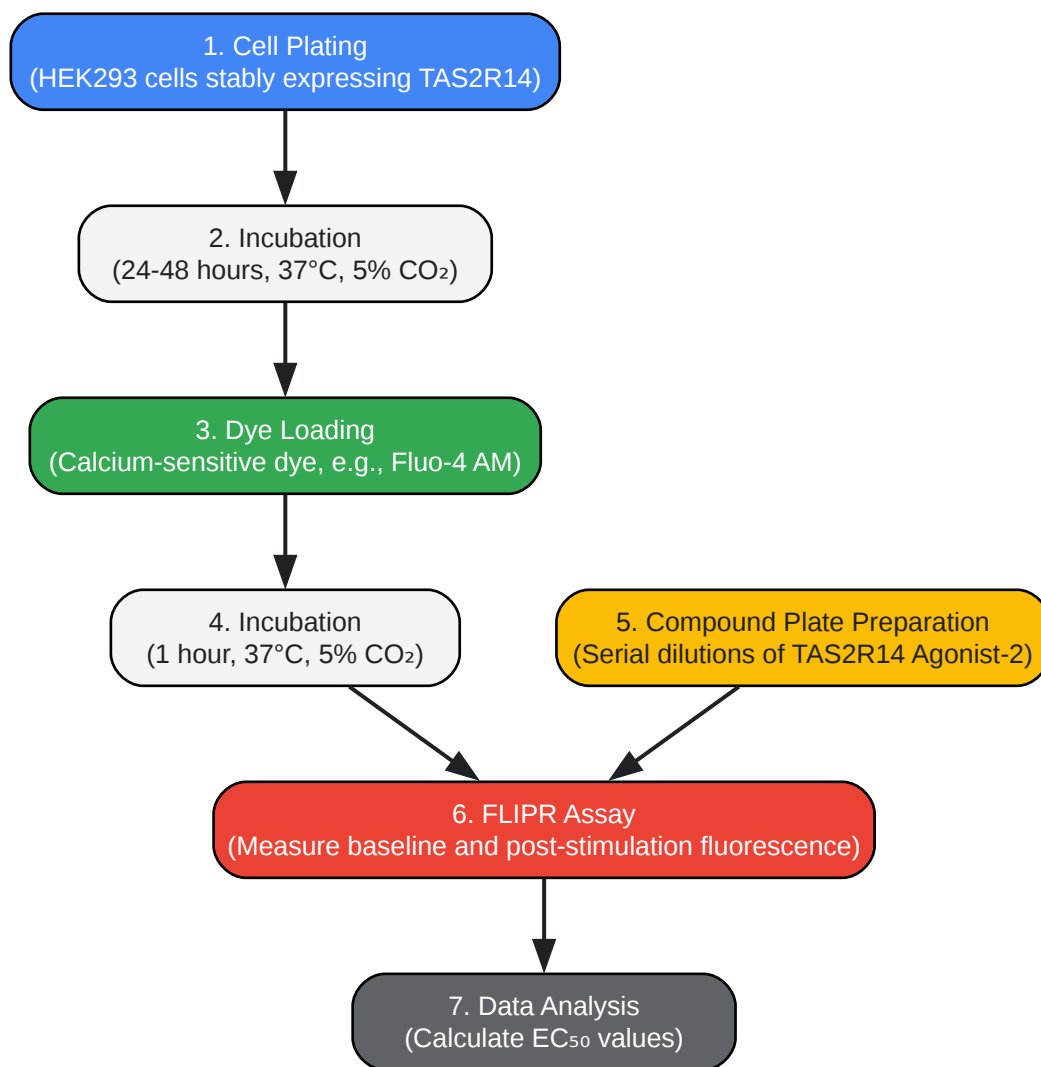 1. Cell Plating
(HEK293 cells stably expressing TAS2R14)
2. Incubation
(24-48 hours, 37°C, 5% CO₂)
3. Dye Loading
(Calcium-sensitive dye, e.g., Fluo-4 AM)
4. Incubation
(1 hour, 37°C, 5% CO₂)
5. Compound Plate Preparation
(Serial dilutions of TAS2R14 Agonist-2)
6. FLIPR Assay
(Measure baseline and post-stimulation fluorescence)
7. Data Analysis
(Calculate EC₅₀ values)